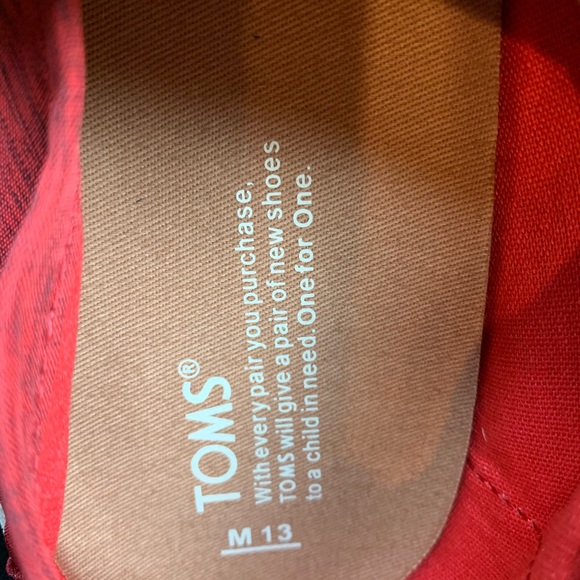 TOMS®
With every pair you purchase,
TOMS will give a pair of new shoes
to a child in need. One for One.
M 13